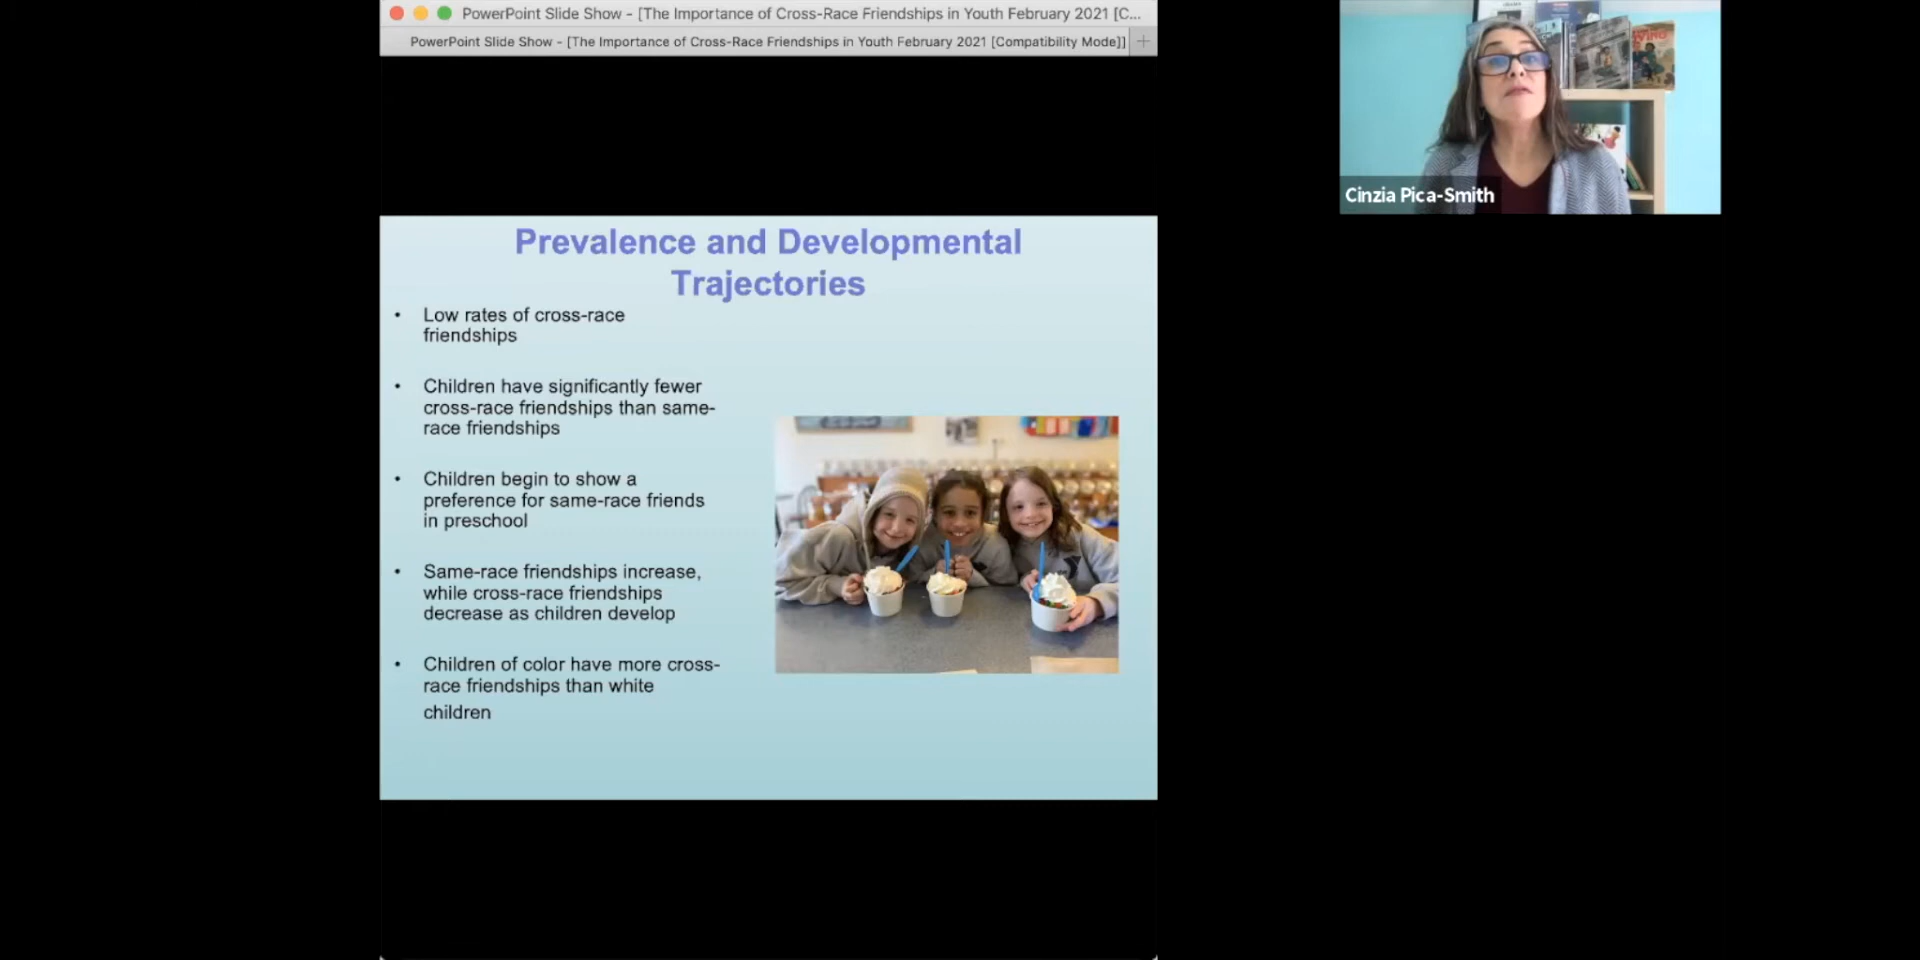 PowerPoint Slide Show - [The Importance of Cross-Race Friendships in Youth February 2021 [C...
PowerPoint Slide Show - [The Importance of Cross-Race Friendships in Youth February 2021 [Compatibility Mode]]
Cinzia Pica-Smith
Prevalence and Developmental
Trajectories
• Low rates of cross-race
friendships
• Children have significantly fewer
cross-race friendships than same-
race friendships
• Children begin to show a
preference for same-race friends
in preschool
• Same-race friendships increase,
while cross-race friendships
decrease as children develop
• Children of color have more cross-
race friendships than white
children